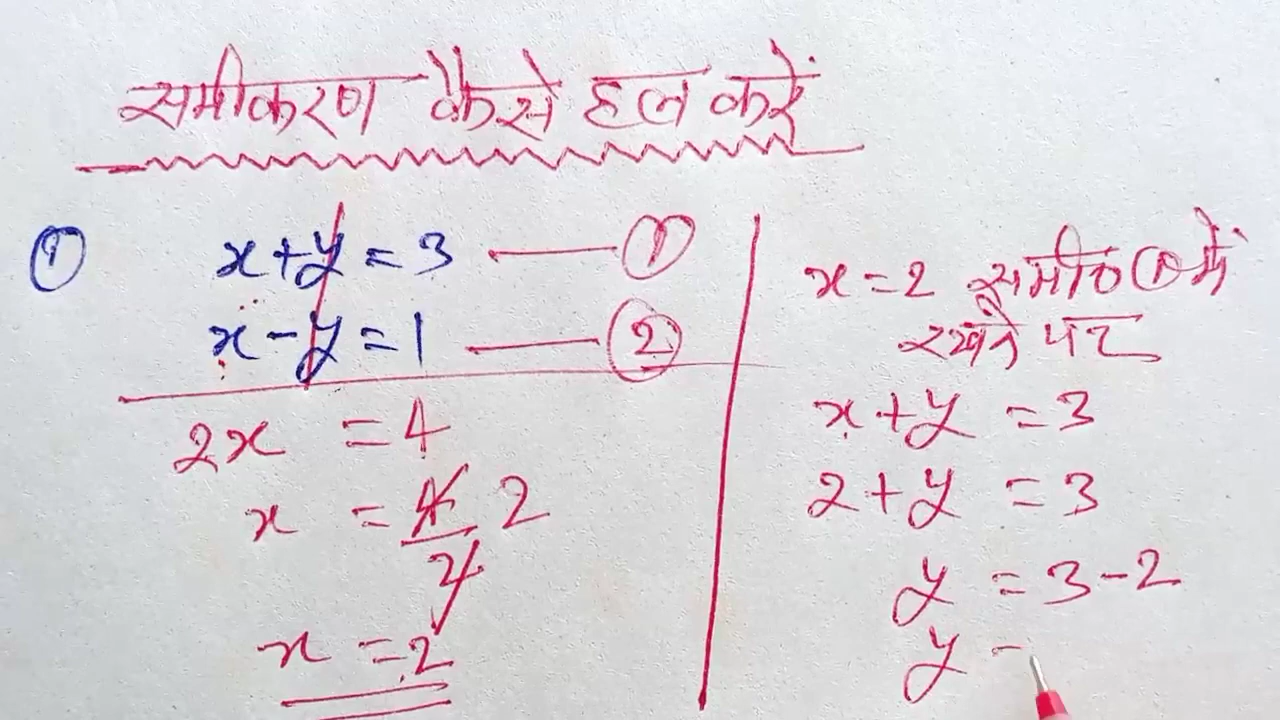 समीकरण कैसे हल करें
① x+y=3 ——— ①
x-y=1 ——— ②
2x =4
x =4/2 2
x =2
x=2 समी० ① में
रखने पर
x+y =3
2+y =3
y =3-2
y =